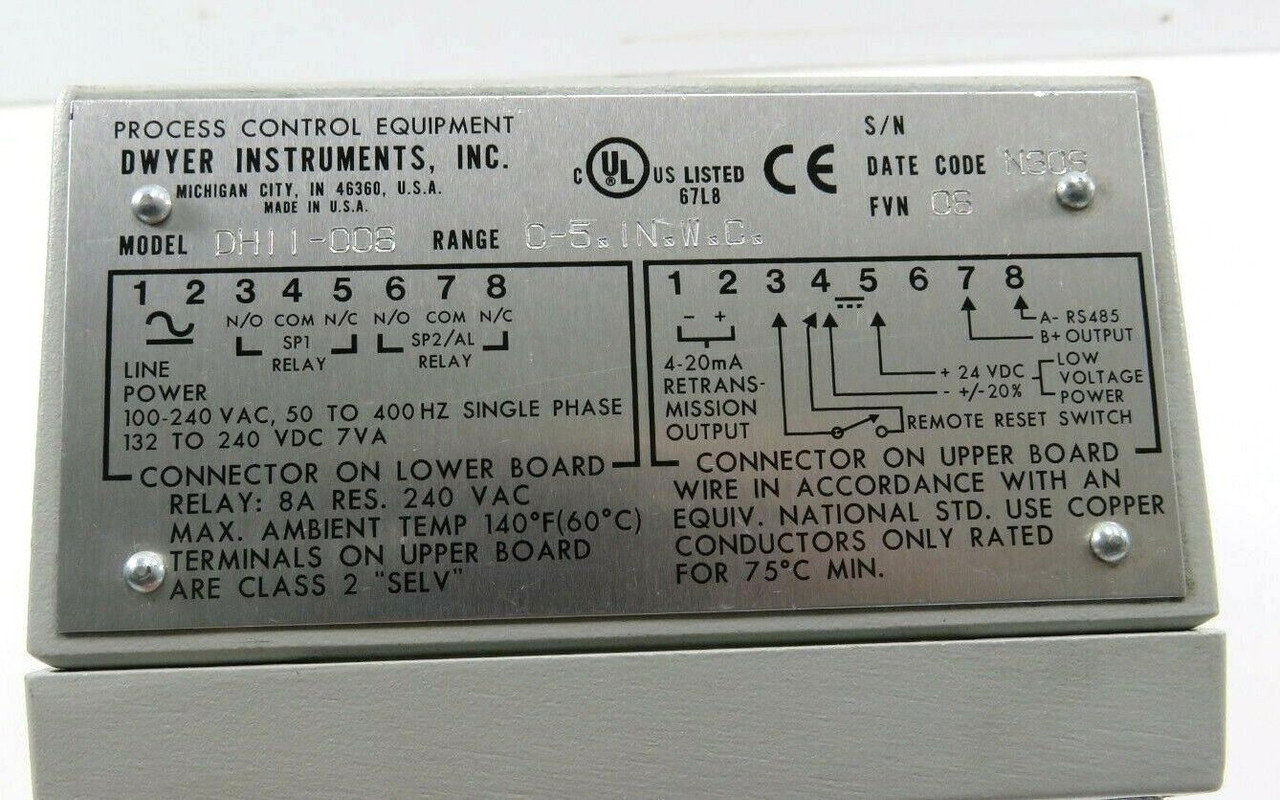 PROCESS CONTROL EQUIPMENT
DWYER INSTRUMENTS, INC.
MICHIGAN CITY, IN 46360, U.S.A.
MADE IN U.S.A.
C UL ® US LISTED
67L8
CE
S/N
DATE CODE
FVN 06
MODEL DH11-006 RANGE 0-5. IN. W. C.
1 2 3 4 5 6 7 8
N/O COM N/C N/O COM N/C
SP1 SP2/AL
RELAY RELAY
LINE
POWER
100-240 VAC, 50 TO 400 HZ SINGLE PHASE
132 TO 240 VDC 7VA
CONNECTOR ON LOWER BOARD
RELAY: 8A RES. 240 VAC
MAX. AMBIENT TEMP 140°F(60°C)
TERMINALS ON UPPER BOARD
ARE CLASS 2 "SELV"
1 2 3 4 5 6 7 8
- +
4-20mA
RETRANS-
MISSION
OUTPUT
A- RS485
B+ OUTPUT
+ 24 VDC
- +/-20%
LOW
VOLTAGE
POWER
REMOTE RESET SWITCH
CONNECTOR ON UPPER BOARD
WIRE IN ACCORDANCE WITH AN
EQUIV. NATIONAL STD. USE COPPER
CONDUCTORS ONLY RATED
FOR 75°C MIN.